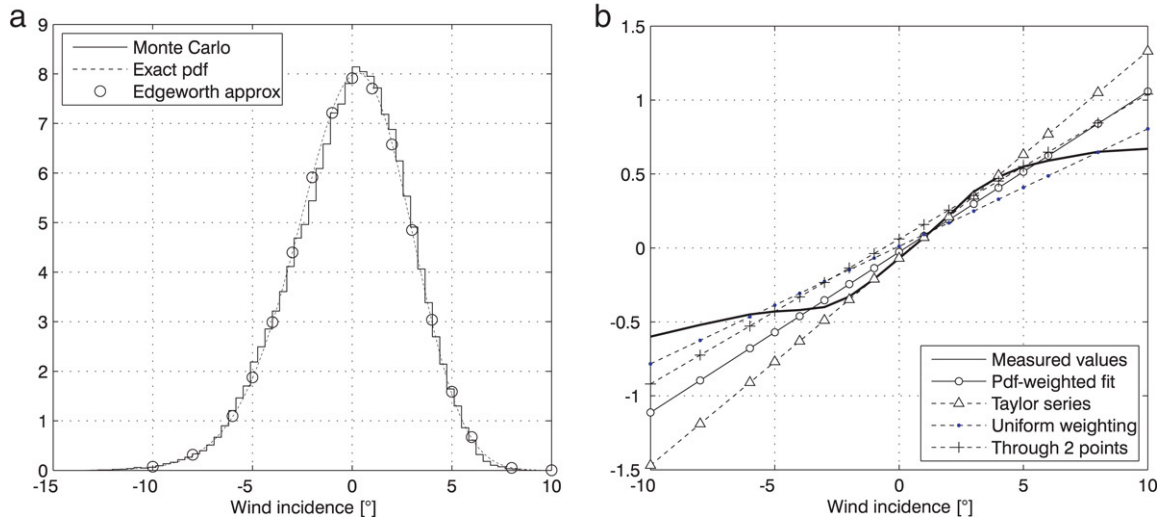 a
9
8
7
6
5
4
3
2
1
0
Monte Carlo
Exact pdf
Edgeworth approx
-15
-10
-5
0
5
10
Wind incidence [°]
b
1
0.5
0
-0.5
-1
-1.5
Measured values
Pdf-weighted fit
Taylor series
Uniform weighting
Through 2 points
-10
-5
0
5
10
Wind incidence [°]